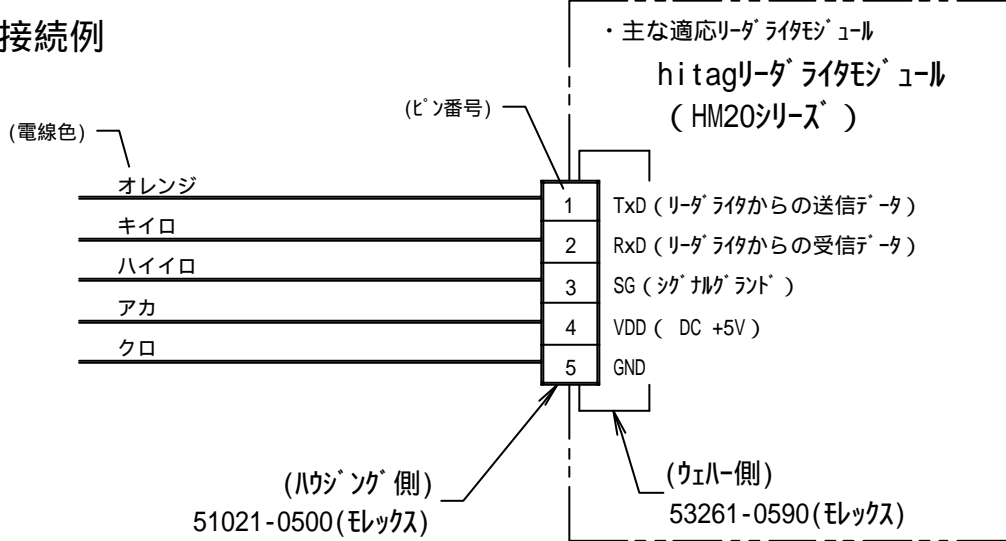 接続例
・主な適応ﾘｰﾀﾞﾗｲﾀﾓｼﾞｭｰﾙ
hitagﾘｰﾀﾞﾗｲﾀﾓｼﾞｭｰﾙ
(HM20ｼﾘｰｽﾞ)
(ﾋﾟﾝ番号)
(電線色)
オレンジ
1 TxD(ﾘｰﾀﾞﾗｲﾀからの送信ﾃﾞｰﾀ)
キイロ
2 RxD(ﾘｰﾀﾞﾗｲﾀからの受信ﾃﾞｰﾀ)
ハイイロ
3 SG(ｼｸﾞﾅﾙｸﾞﾗﾝﾄﾞ)
アカ
4 VDD( DC +5V)
クロ
5 GND
(ﾊｳｼﾞﾝｸﾞ側)
51021-0500(ﾓﾚｯｸｽ)
(ｳｪﾊｰ側)
53261-0590(ﾓﾚｯｸｽ)